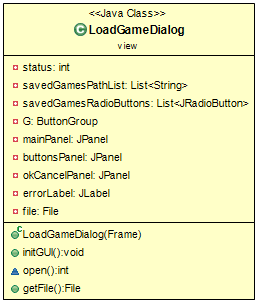 <<Java Class>>
LoadGameDialog
view
status: int
savedGamesPathList: List<String>
savedGamesRadioButtons: List<JRadioButton>
G: ButtonGroup
mainPanel: JPanel
buttonsPanel: JPanel
okCancelPanel: JPanel
errorLabel: JLabel
file: File
LoadGameDialog(Frame)
initGUI():void
open():int
getFile():File